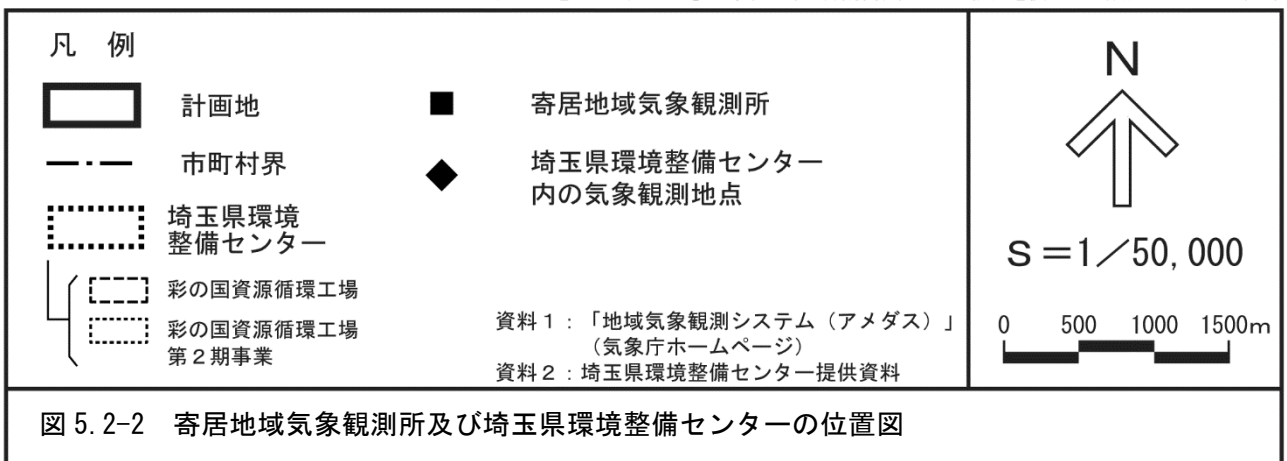 凡　例
計画地
市町村界
埼玉県環境
整備センター
彩の国資源循環工場
彩の国資源循環工場
第２期事業
寄居地域気象観測所
埼玉県環境整備センター
内の気象観測地点
資料１：「地域気象観測システム（アメダス）」
（気象庁ホームページ）
資料２：埼玉県環境整備センター提供資料
N
S＝1／50,000
0 500 1000 1500m
図 5.2-2　寄居地域気象観測所及び埼玉県環境整備センターの位置図